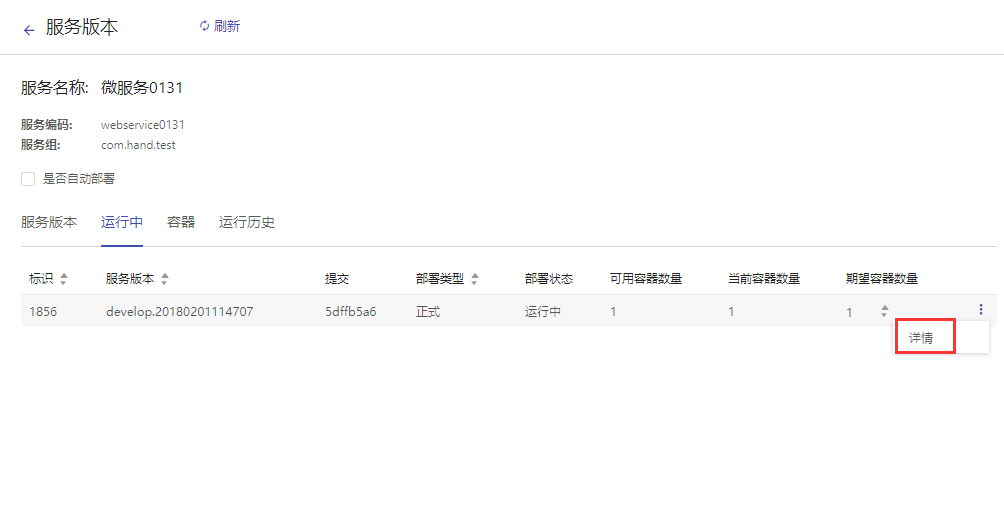 服务版本 刷新
服务名称: 微服务0131
服务编码: webservice0131
服务组: com.hand.test
是否自动部署
服务版本 运行中 容器 运行历史
标识 服务版本 提交 部署类型 部署状态 可用容器数量 当前容器数量 期望容器数量
1856 develop.20180201114707 5dffb5a6 正式 运行中 1 1 1
详情